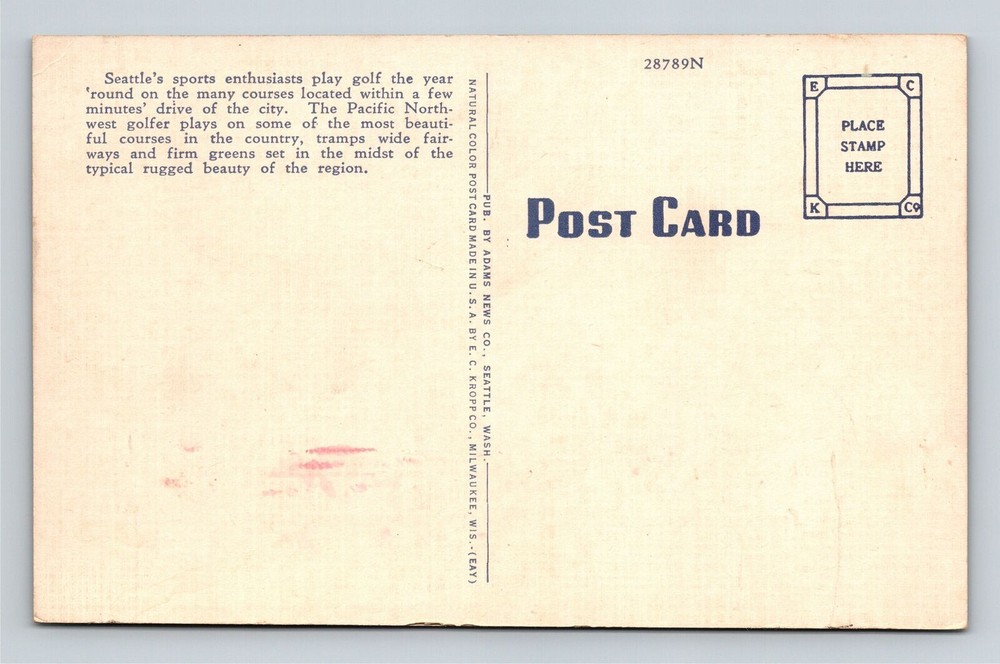 Seattle's sports enthusiasts play golf the year
'round on the many courses located within a few
minutes' drive of the city. The Pacific North-
west golfer plays on some of the most beauti-
ful courses in the country, tramps wide fair-
ways and firm greens set in the midst of the
typical rugged beauty of the region.
NATURAL COLOR POST CARD MADE IN U. S. A. BY E. C. KROPP CO., MILWAUKEE, WIS.-(EAY)
PUB. BY ADAMS NEWS CO., SEATTLE, WASH.
28789N
POST CARD
E C
PLACE
STAMP
HERE
K Co